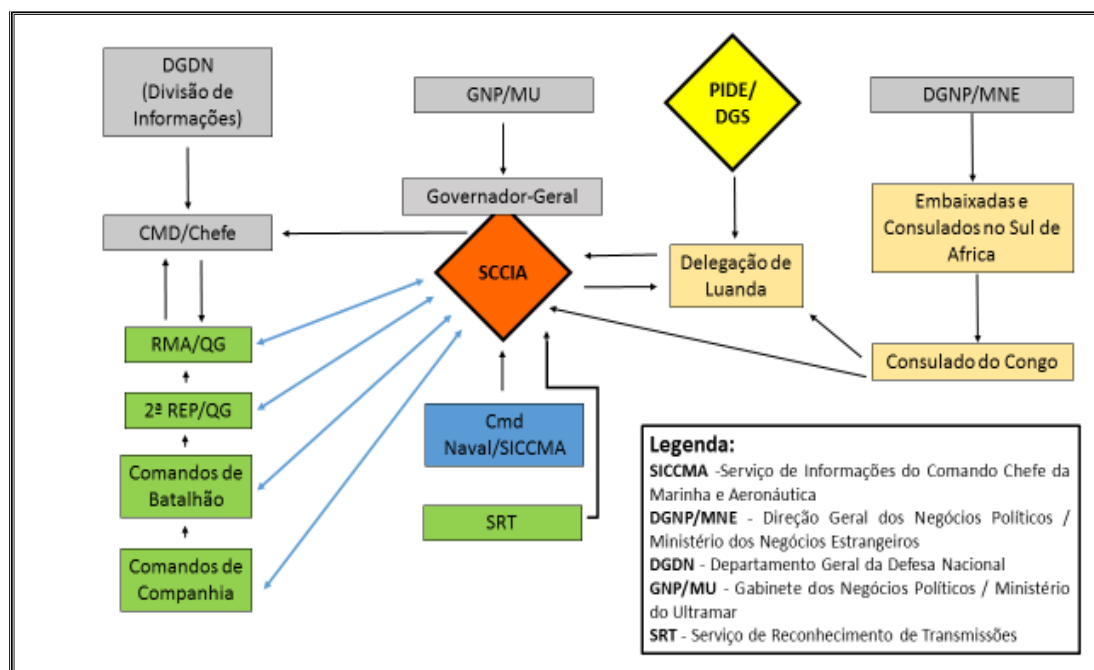 DGDN
(Divisão de
Informações)
GNP/MU
PIDE/
DGS
DGNP/MNE
Governador-Geral
CMD/Chefe
SCCIA
Delegação de
Luanda
Embaixadas e
Consulados no Sul de
Africa
RMA/QG
Consulado do Congo
2ª REP/QG
Cmd
Naval/SICCMA
Comandos de
Batalhão
SRT
Comandos de
Companhia
Legenda:
SICCMA -Serviço de Informações do Comando Chefe da
Marinha e Aeronáutica
DGNP/MNE - Direção Geral dos Negócios Políticos /
Ministério dos Negócios Estrangeiros
DGDN - Departamento Geral da Defesa Nacional
GNP/MU - Gabinete dos Negócios Políticos / Ministério
do Ultramar
SRT - Serviço de Reconhecimento de Transmissões